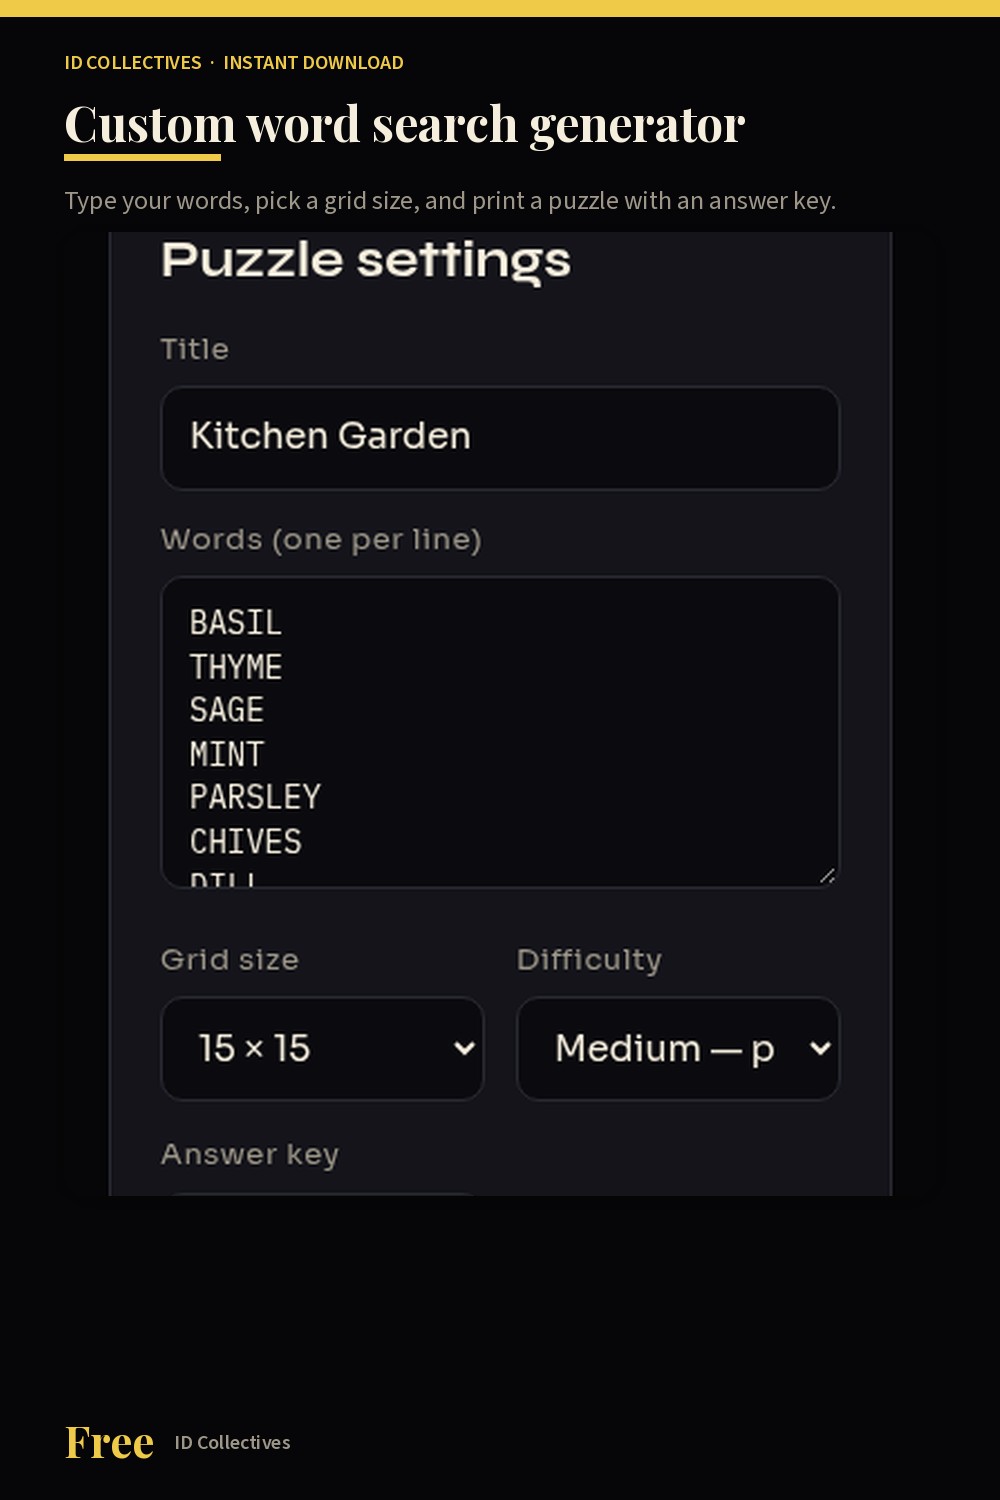 ID COLLECTIVES · INSTANT DOWNLOAD
Custom word search generator
Type your words, pick a grid size, and print a puzzle with an answer key.
Puzzle settings
Title
Kitchen Garden
Words (one per line)
BASIL
THYME
SAGE
MINT
PARSLEY
CHIVES
DILL
Grid size
Difficulty
15 × 15
Medium — p
Answer key
Free
ID Collectives